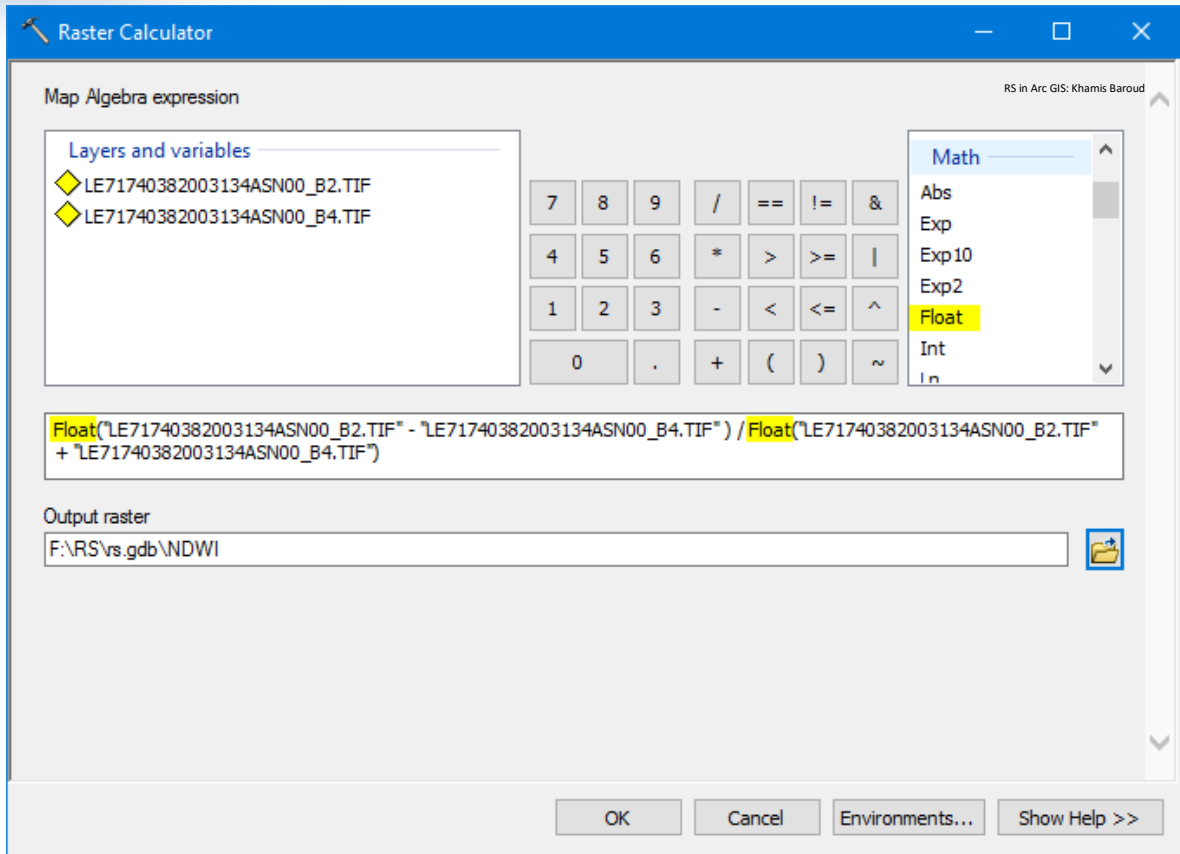 Raster Calculator
RS in Arc GIS: Khamis Baroud
Map Algebra expression
Layers and variables
LE71740382003134ASN00_B2.TIF
LE71740382003134ASN00_B4.TIF
7 8 9 / == != &
4 5 6 * > >= |
1 2 3 - < <= ^
0 . + ( ) ~
Math
Abs
Exp
Exp10
Exp2
Float
Int
Ln
Float("LE71740382003134ASN00_B2.TIF" - "LE71740382003134ASN00_B4.TIF" ) / Float("LE71740382003134ASN00_B2.TIF"
+ "LE71740382003134ASN00_B4.TIF")
Output raster
F:\RS\rs.gdb\NDWI
OK Cancel Environments... Show Help >>